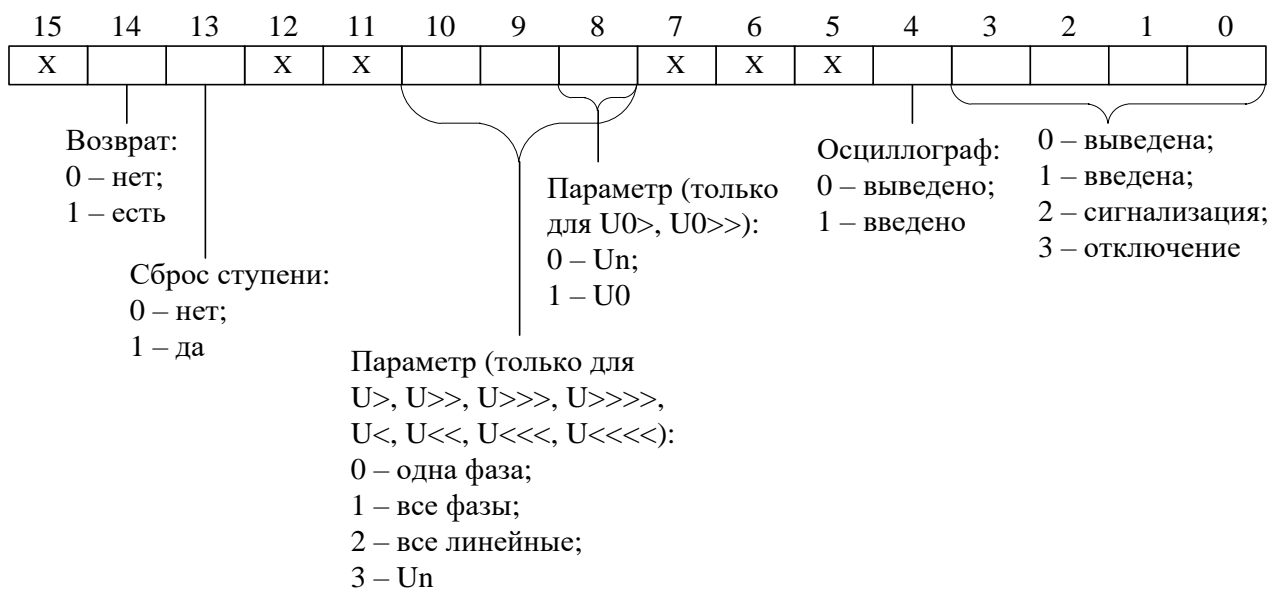 15 14 13 12 11 10 9 8 7 6 5 4 3 2 1 0
X X X X X X
Возврат:
0 – нет;
1 – есть
Сброс ступени:
0 – нет;
1 – да
Параметр (только для
U>, U>>, U>>>, U>>>>,
U<, U<<, U<<<, U<<<<):
0 – одна фаза;
1 – все фазы;
2 – все линейные;
3 – Un
Параметр (только
для U0>, U0>>):
0 – Un;
1 – U0
Осциллограф:
0 – выведено;
1 – введено
0 – выведена;
1 – введена;
2 – сигнализация;
3 – отключение